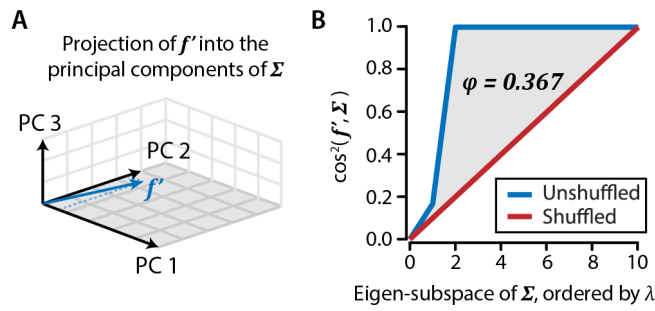 A
Projection of f' into the
principal components of Σ
PC 3
PC 2
f'
PC 1
B
1.0
0.8
0.6
0.4
0.2
0.0
cos²(f', Σ)
φ = 0.367
Unshuffled
Shuffled
0 2 4 6 8 10
Eigen-subspace of Σ, ordered by λ